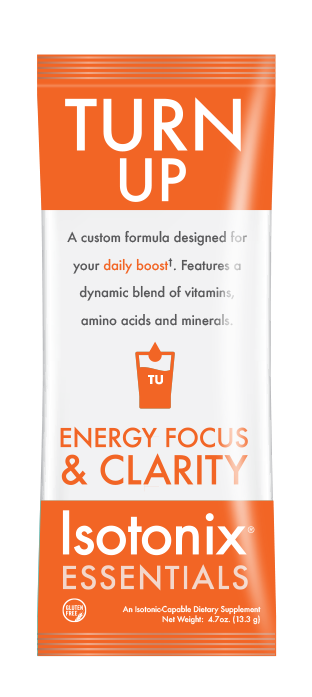 TURN
UP
A custom formula designed for
your daily boost†. Features a
dynamic blend of vitamins,
amino acids and minerals.
TU
ENERGY FOCUS
& CLARITY
Isotonix®
ESSENTIALS
GLUTEN
FREE
An Isotonic-Capable Dietary Supplement
Net Weight: 4.7oz. (13.3 g)